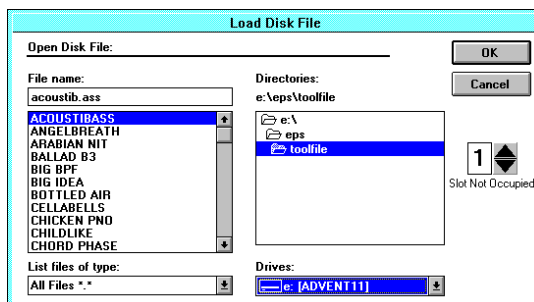 Load Disk File
Open Disk File:
OK
Cancel
File name:
acoustib.ass
ACOUSTIBASS
ANGELBREATH
ARABIAN NIT
BALLAD B3
BIG BPF
BIG IDEA
BOTTLED AIR
CELLABELLS
CHICKEN PNO
CHILDLIKE
CHORD PHASE
Directories:
e:\eps\toolfile
e:\
eps
toolfile
1
Slot Not Occupied
List files of type:
All Files *.*
Drives:
e: [ADVENT11]